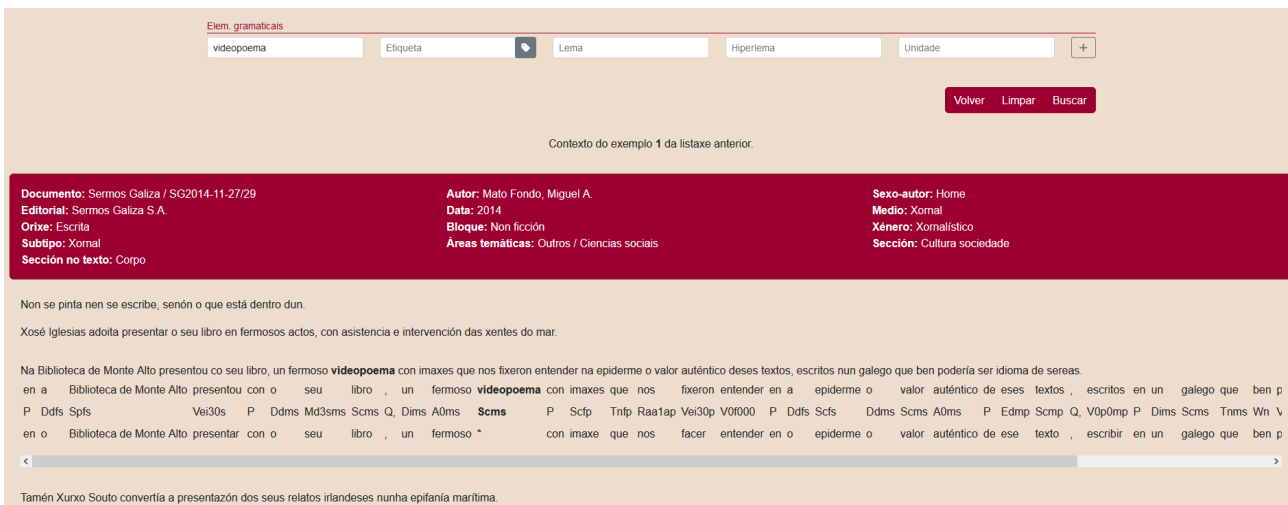 Elem. gramaticais
videopoema Etiqueta Lema Hiperlema Unidade +
Volver Limpar Buscar
Contexto do exemplo 1 da listaxe anterior.
Documento: Sermos Galiza / SG2014-11-27/29 Autor: Mato Fondo, Miguel A. Sexo-autor: Home
Editorial: Sermos Galiza S.A. Data: 2014 Medio: Xornal
Orixe: Escrita Bloque: Non ficción Xénero: Xornalístico
Subtipo: Xornal Áreas temáticas: Outros / Ciencias sociais Sección: Cultura sociedade
Sección no texto: Corpo
Non se pinta nen se escribe, senón o que está dentro dun.
Xosé Iglesias adoita presentar o seu libro en fermosos actos, con asistencia e intervención das xentes do mar.
Na Biblioteca de Monte Alto presentou co seu libro, un fermoso videopoema con imaxes que nos fixeron entender na epiderme o valor auténtico deses textos, escritos nun galego que ben podería ser idioma de sereas.
en a Biblioteca de Monte Alto presentou con o seu libro , un fermoso videopoema con imaxes que nos fixeron entender en a epiderme o valor auténtico de eses textos , escritos en un galego que ben p
P Ddfs Spfs Vei30s P Ddms Md3sms Scms Q, Dims A0ms Scms P Scfp Tnfp Raa1ap Vei30p V0f000 P Ddfs Scfs Ddms Scms A0ms P Edmp Scmp Q, V0p0mp P Dims Scms Tnms Wn V
en o Biblioteca de Monte Alto presentar con o seu libro , un fermoso * con imaxe que nos facer entender en o epiderme o valor auténtico de ese texto , escribir en un galego que ben p
Tamén Xurxo Souto convertía a presentazón dos seus relatos irlandeses nunha epifanía marítima.